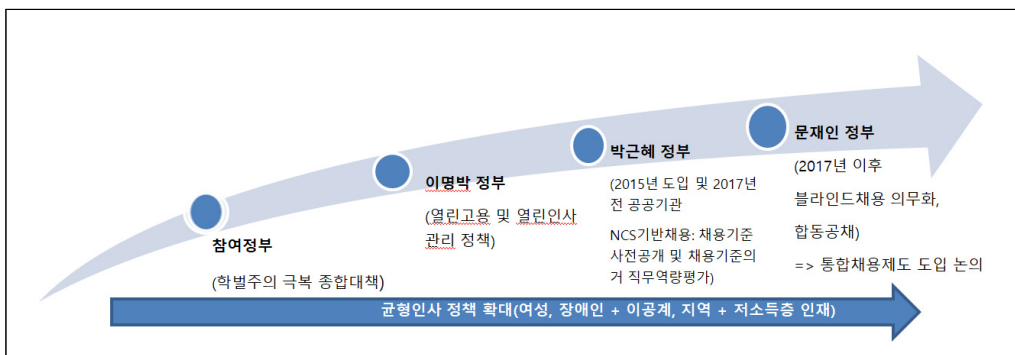 참여정부
(학벌주의 극복 종합대책)
이명박 정부
(열린고용 및 열린인사
관리 정책)
박근혜 정부
(2015년 도입 및 2017년
전 공공기관
NCS기반채용: 채용기준
사전공개 및 채용기준의
거 직무역량평가)
문재인 정부
(2017년 이후
블라인드채용 의무화,
합동공채)
=> 통합채용제도 도입 논의
균형인사 정책 확대(여성, 장애인 + 이공계, 지역 + 저소득층 인재)